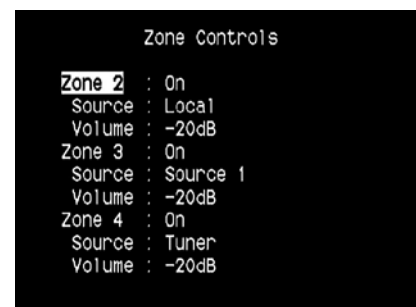 Zone Controls
Zone 2 : On
Source : Local
Volume : -20dB
Zone 3 : On
Source : Source 1
Volume : -20dB
Zone 4 : On
Source : Tuner
Volume : -20dB